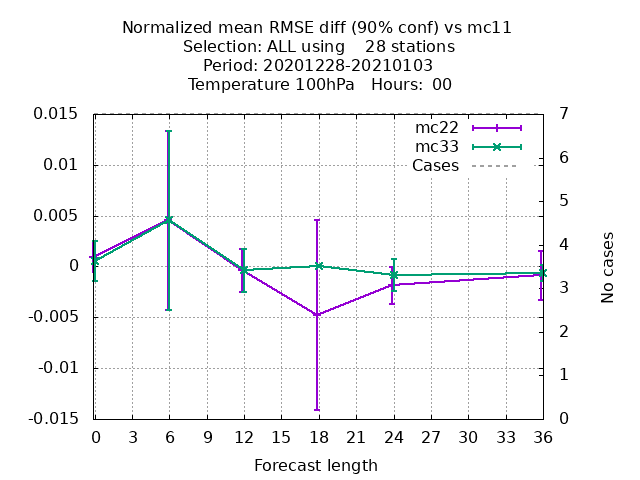 Normalized mean RMSE diff (90% conf) vs mc11
Selection: ALL using    28 stations
Period: 20201228-20210103
Temperature 100hPa   Hours:  00
mc22
mc33
Cases
0.015
0.01
0.005
0
-0.005
-0.01
-0.015
7
6
5
4
3
2
1
0
No cases
0 3 6 9 12 15 18 21 24 27 30 33 36
Forecast length